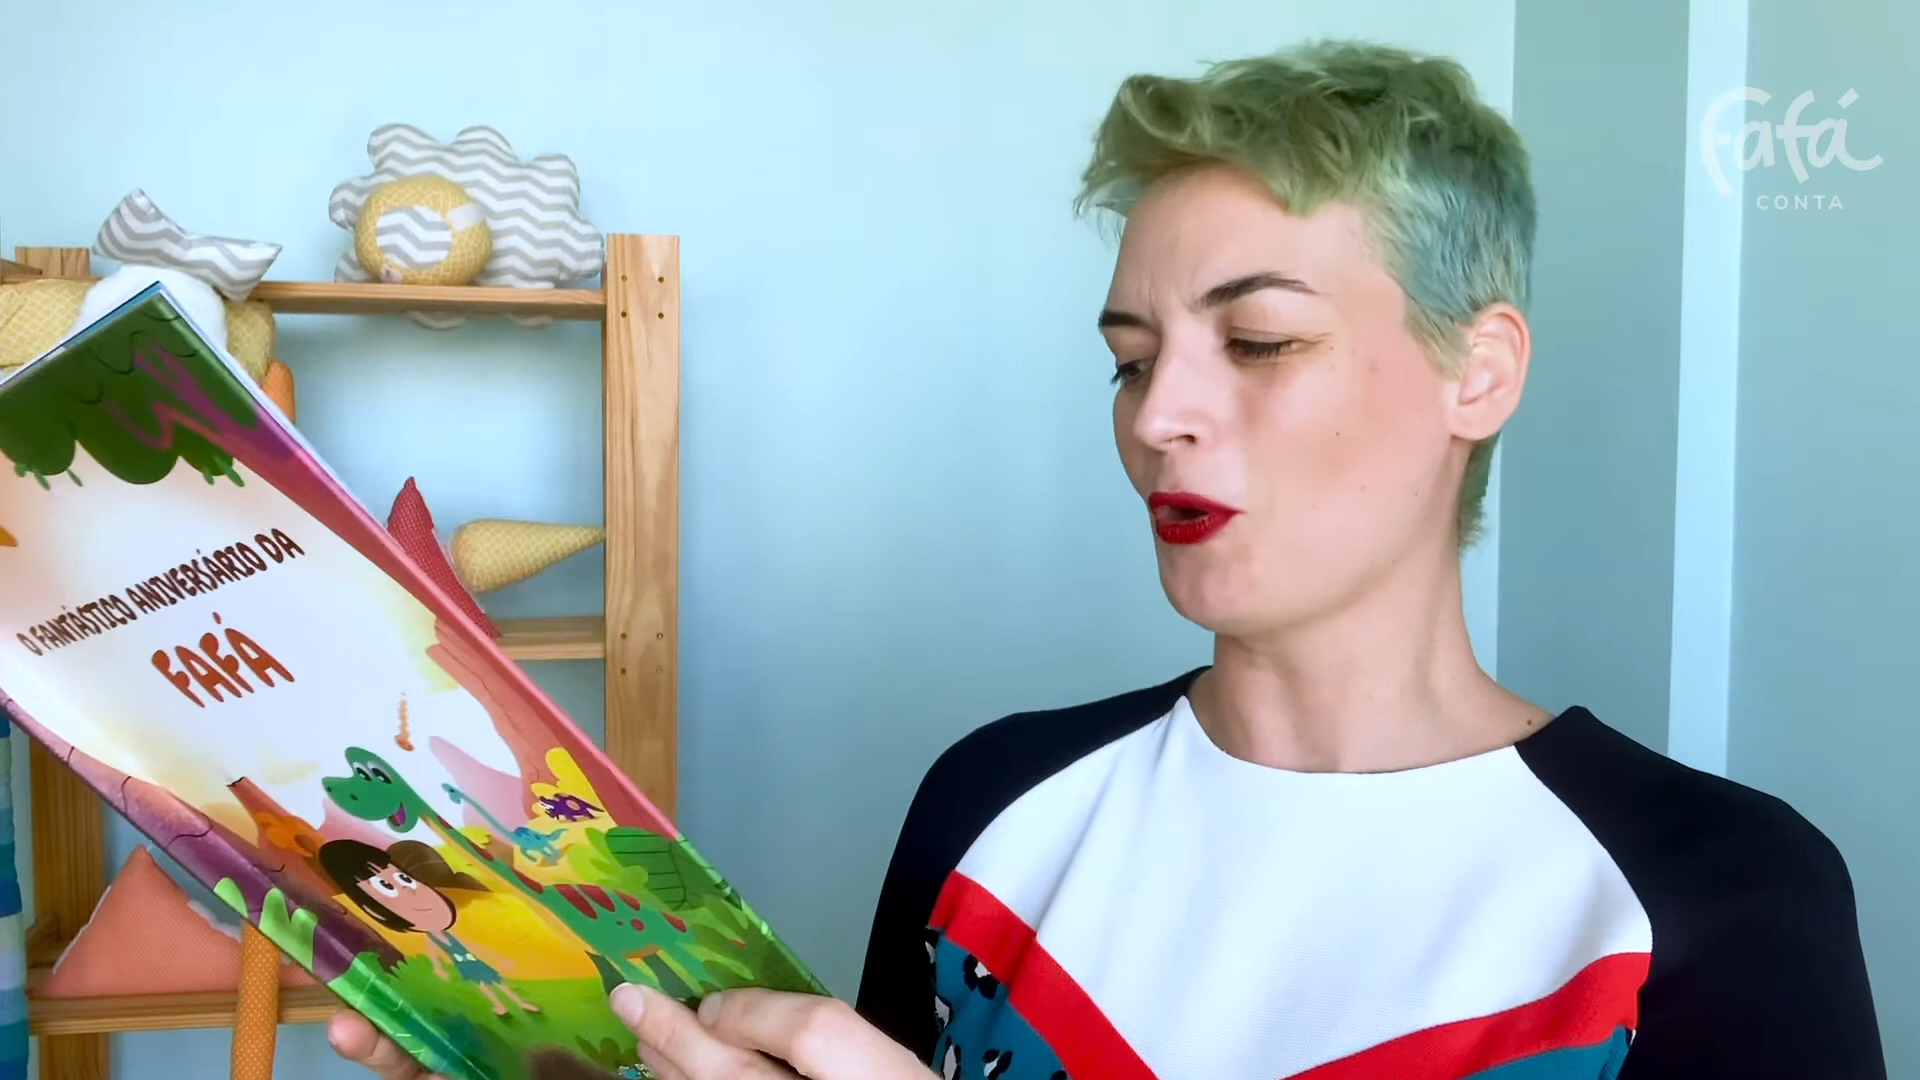 Fafá
CONTA
O FANTÁSTICO ANIVERSÁRIO DA
FAFÁ